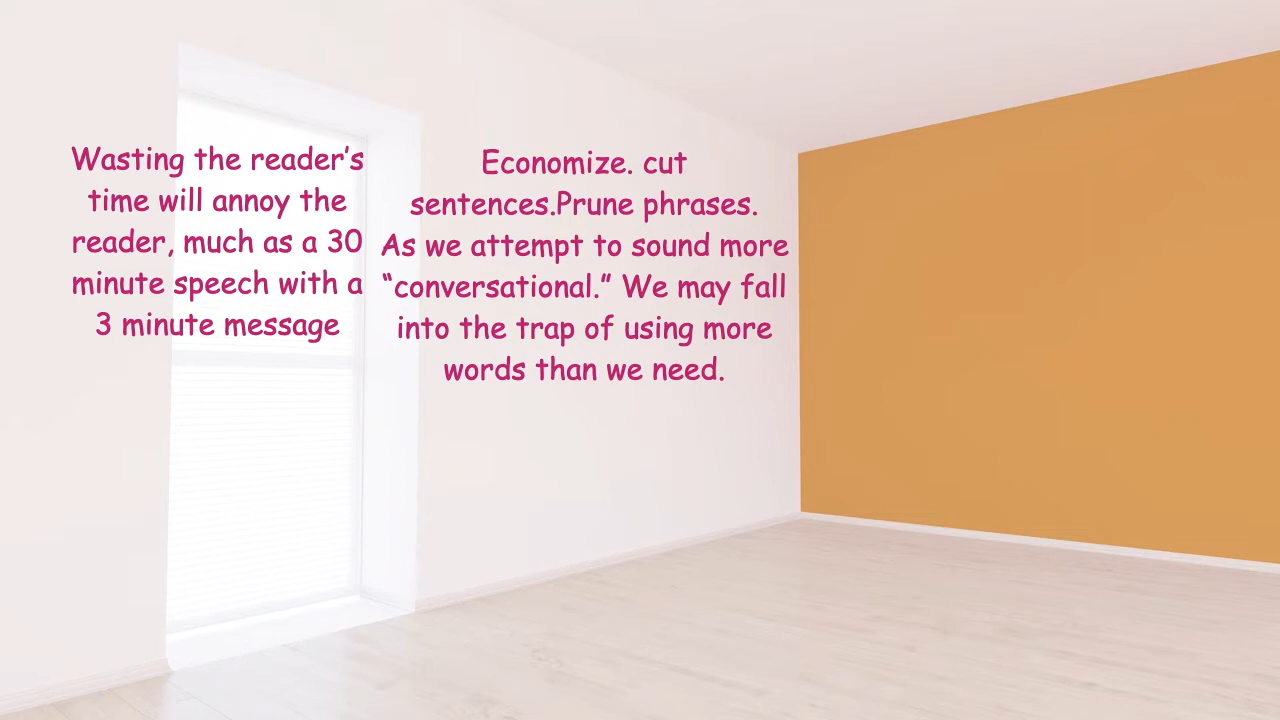 Wasting the reader’s
time will annoy the
reader, much as a 30
minute speech with a
3 minute message
Economize. cut
sentences.Prune phrases.
As we attempt to sound more
“conversational.” We may fall
into the trap of using more
words than we need.